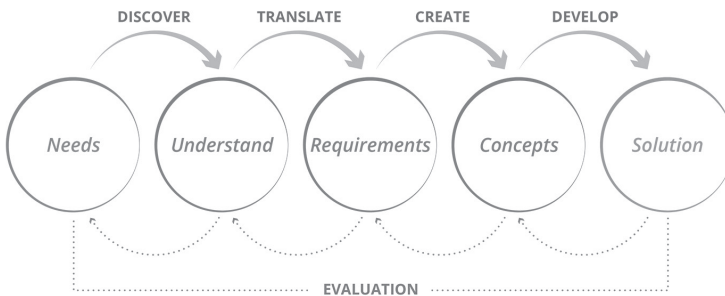 DISCOVER TRANSLATE CREATE DEVELOP
Needs Understand Requirements Concepts Solution
EVALUATION